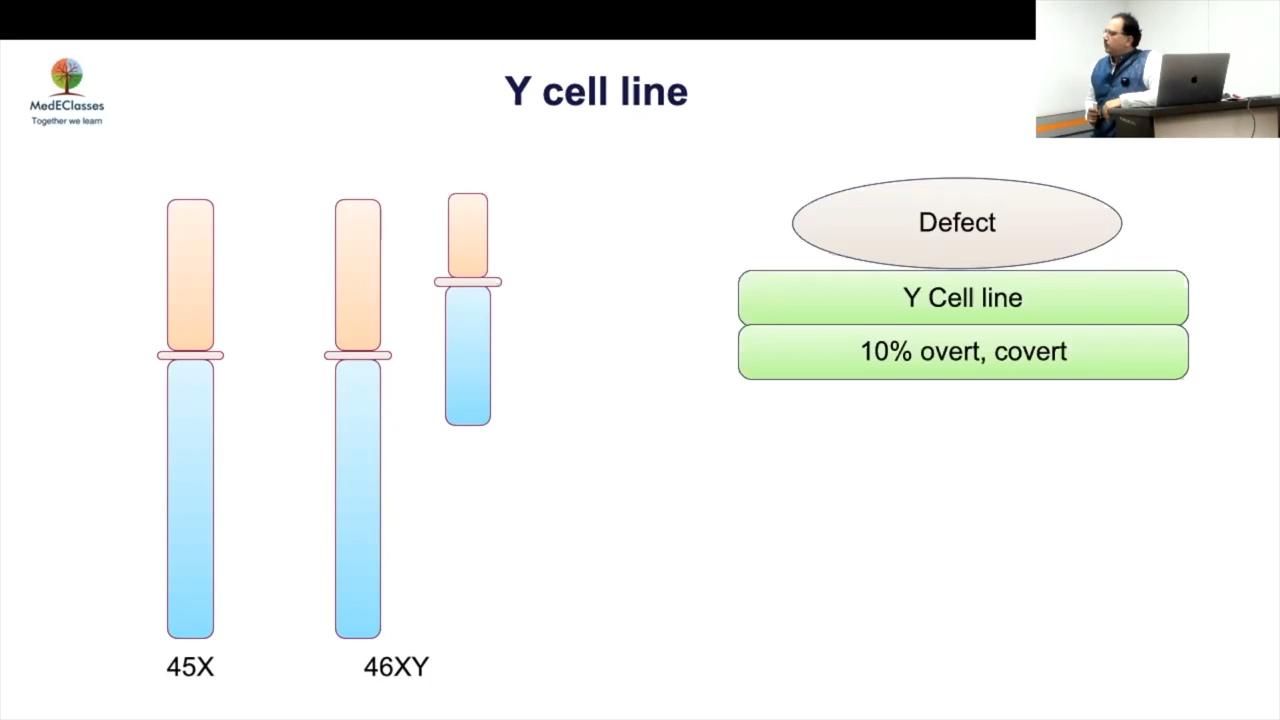 MedEClasses
Together we learn
Y cell line
Defect
Y Cell line
10% overt, covert
45X
46XY